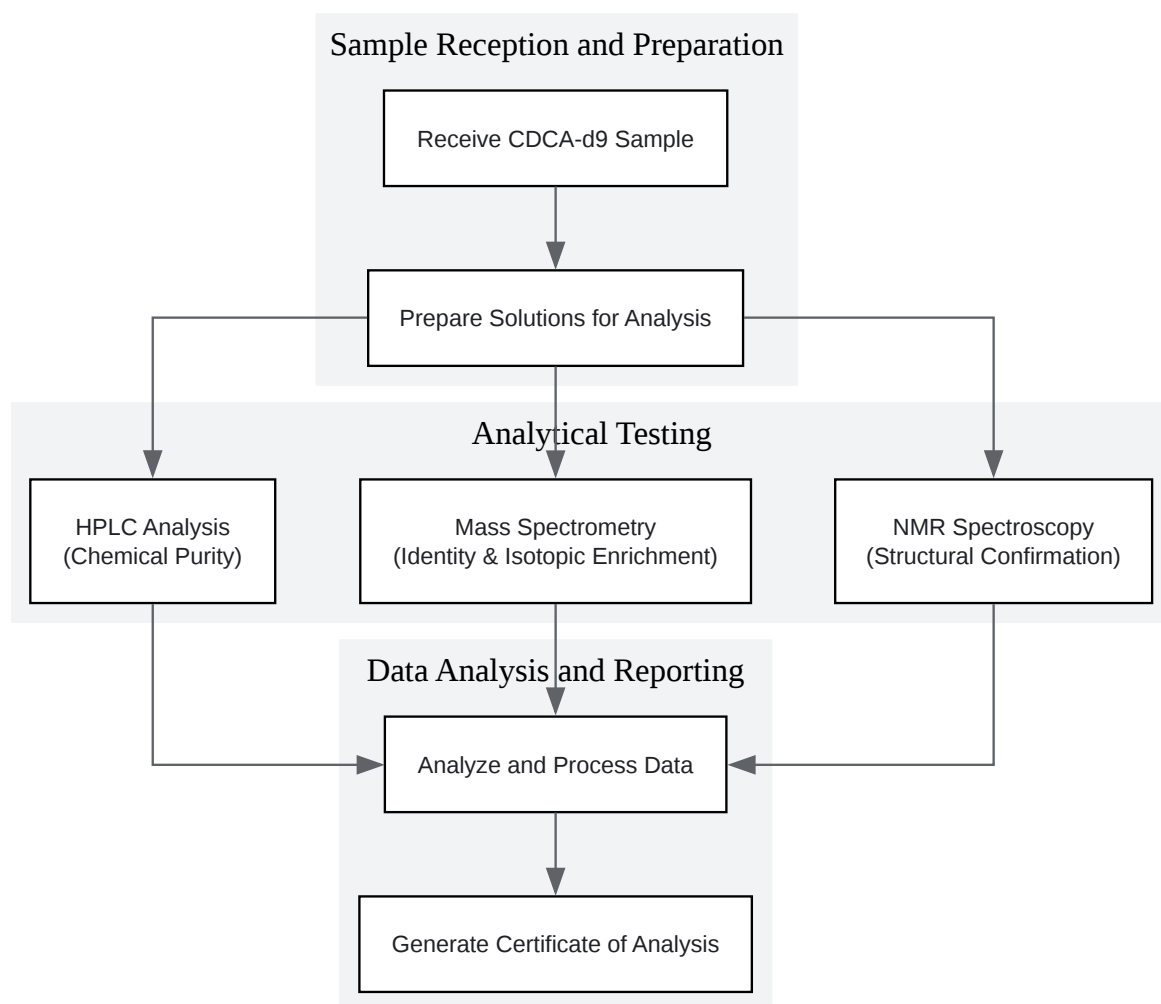 Sample Reception and Preparation
Receive CDCA-d9 Sample
Prepare Solutions for Analysis
Analytical Testing
HPLC Analysis
(Chemical Purity)
Mass Spectrometry
(Identity & Isotopic Enrichment)
NMR Spectroscopy
(Structural Confirmation)
Data Analysis and Reporting
Analyze and Process Data
Generate Certificate of Analysis